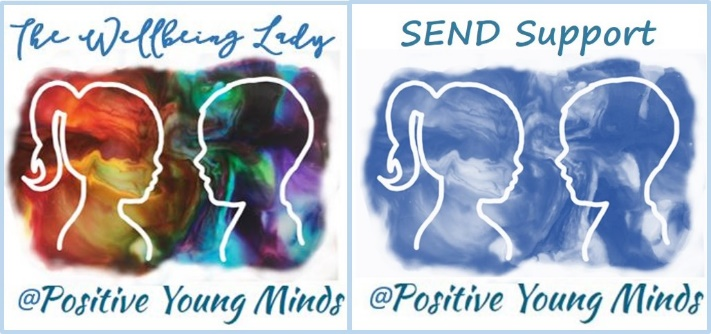 The Wellbeing Lady
@Positive Young Minds
SEND Support
@Positive Young Minds